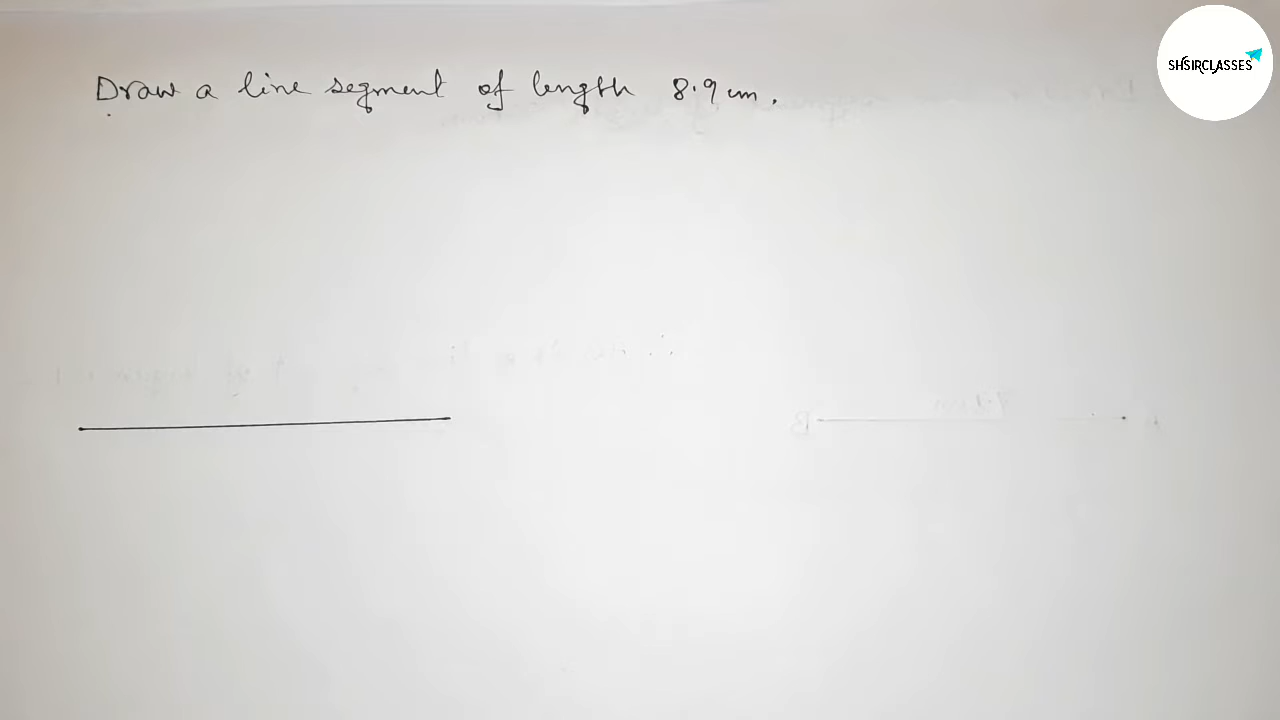 Draw a line segment of length 8.9 cm.
SHSIRCLASSES